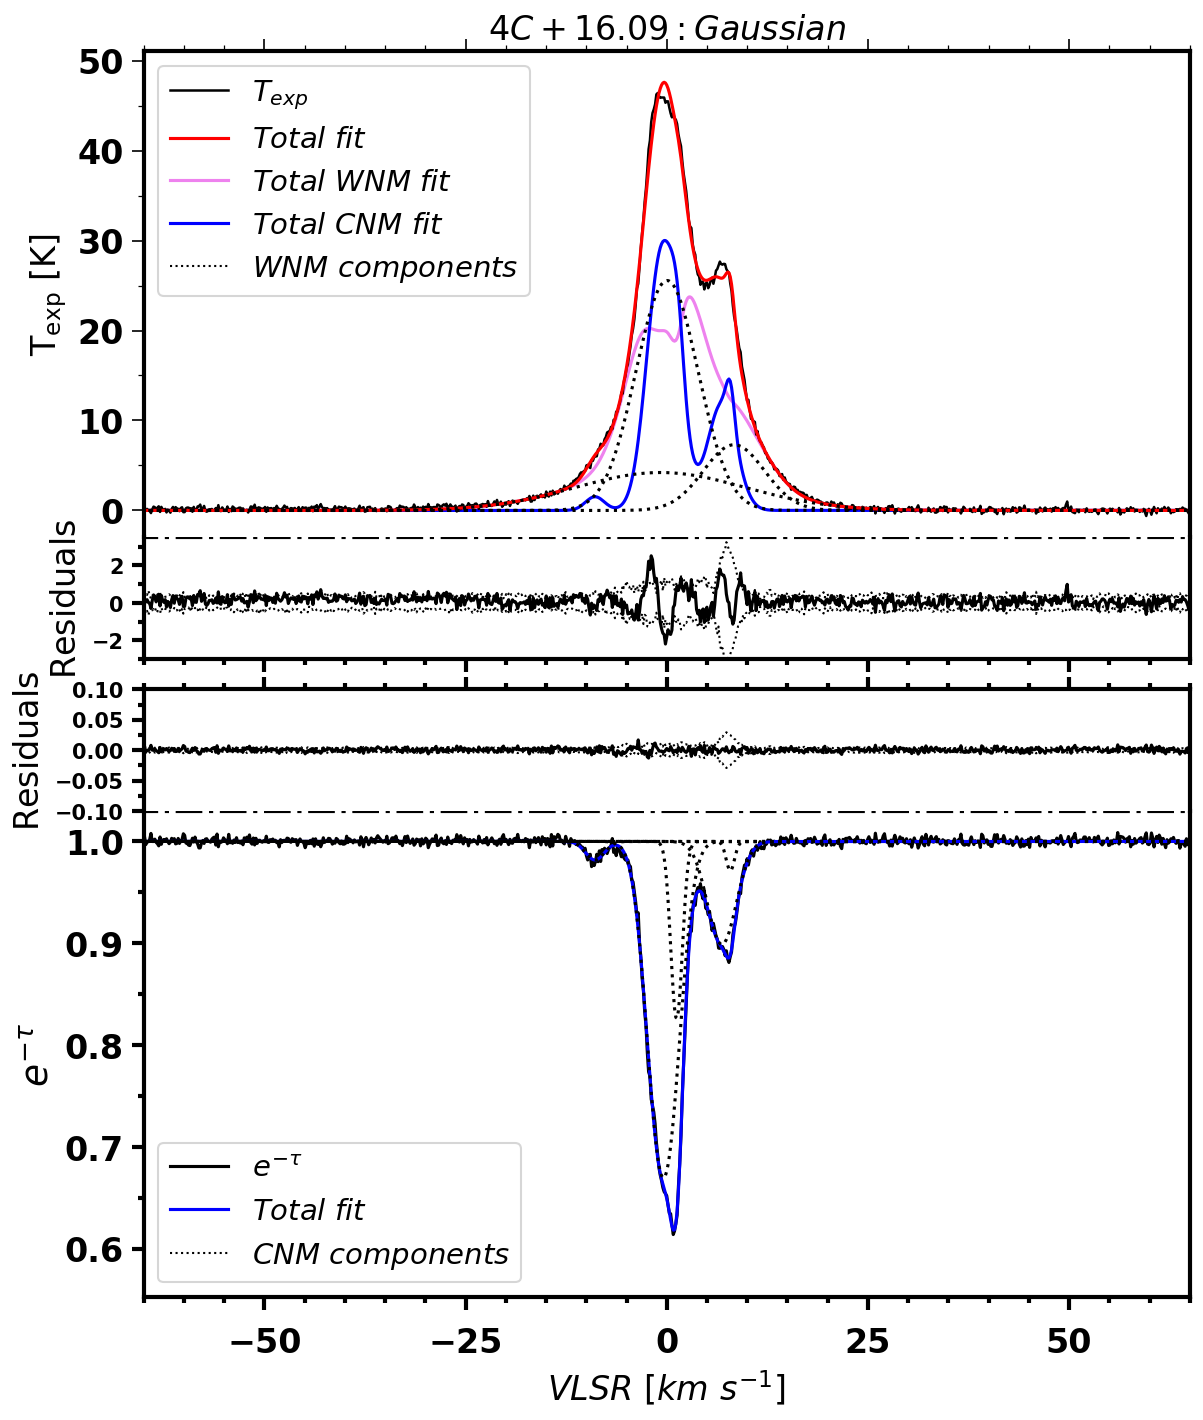 4C + 16.09 : Gaussian
50
40
30
20
10
0
T_exp [K]
T_exp
Total fit
Total WNM fit
Total CNM fit
WNM components
2
0
−2
Residuals
0.10
0.05
0.00
−0.05
−0.10
Residuals
1.0
0.9
0.8
0.7
0.6
e^−τ
e^−τ
Total fit
CNM components
−50 −25 0 25 50
VLSR [km s^−1]